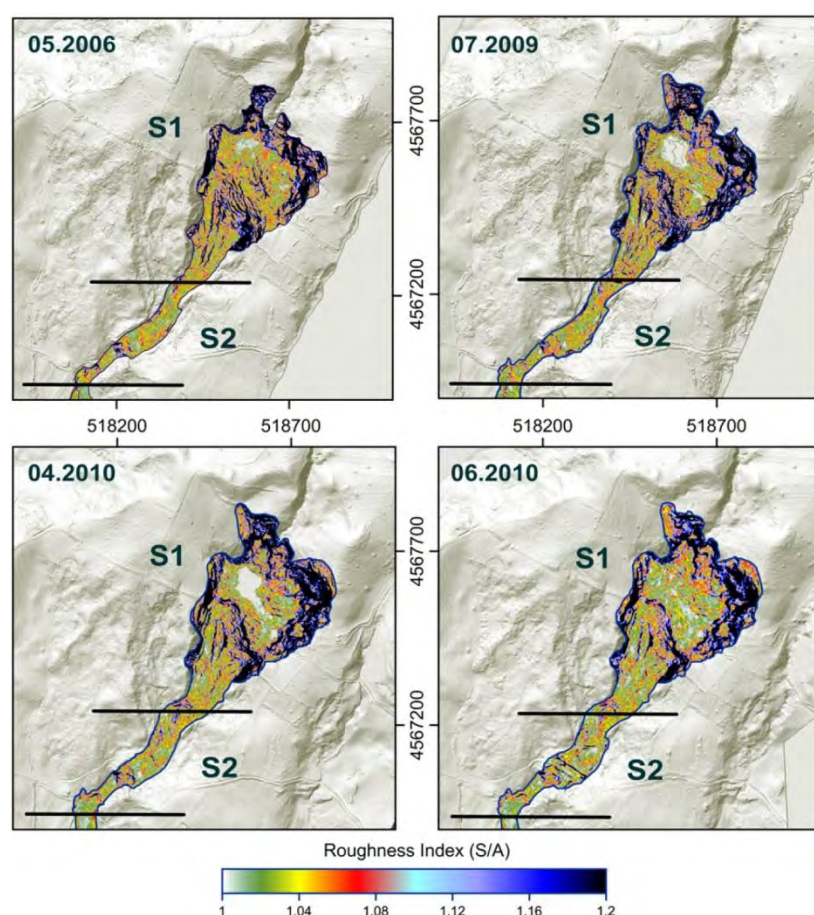 05.2006
S1
S2
07.2009
S1
S2
4567700
4567200
518200
518700
518200
518700
04.2010
S1
S2
06.2010
S1
S2
4567700
4567200
Roughness Index (S/A)
1 1.04 1.08 1.12 1.16 1.2